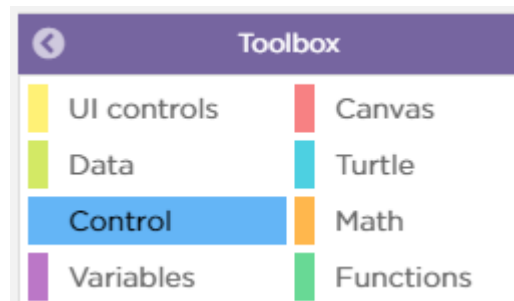 Toolbox
UI controls Canvas
Data Turtle
Control Math
Variables Functions